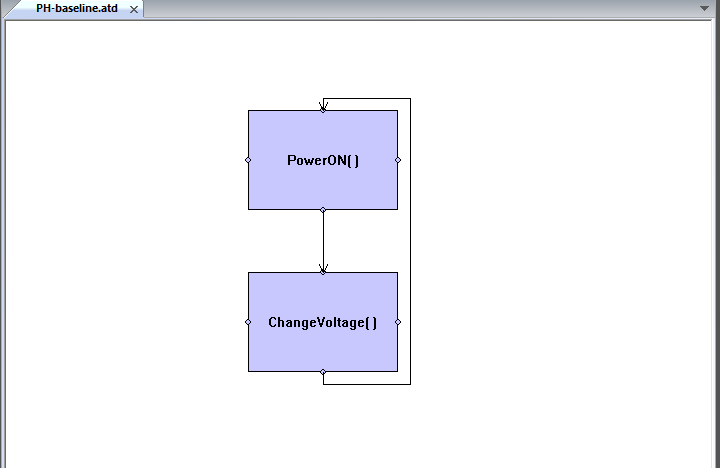 PH-baseline.atd
PowerON( )
ChangeVoltage( )